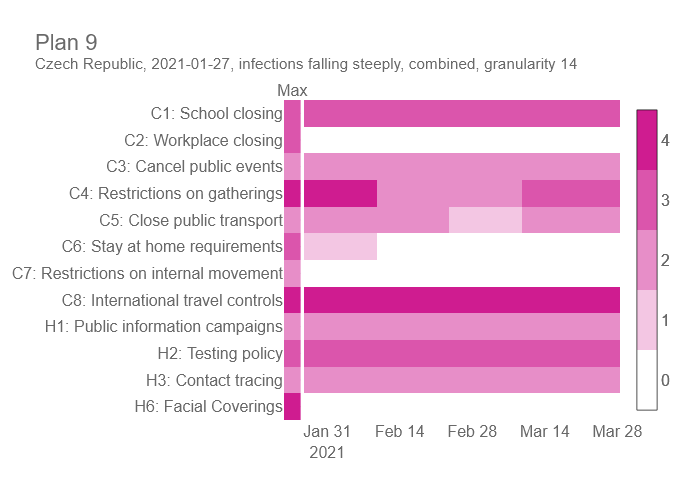 Plan 9
Czech Republic, 2021-01-27, infections falling steeply, combined, granularity 14
Max
C1: School closing
C2: Workplace closing
C3: Cancel public events
C4: Restrictions on gatherings
C5: Close public transport
C6: Stay at home requirements
C7: Restrictions on internal movement
C8: International travel controls
H1: Public information campaigns
H2: Testing policy
H3: Contact tracing
H6: Facial Coverings
Jan 31 Feb 14 Feb 28 Mar 14 Mar 28
2021
4
3
2
1
0